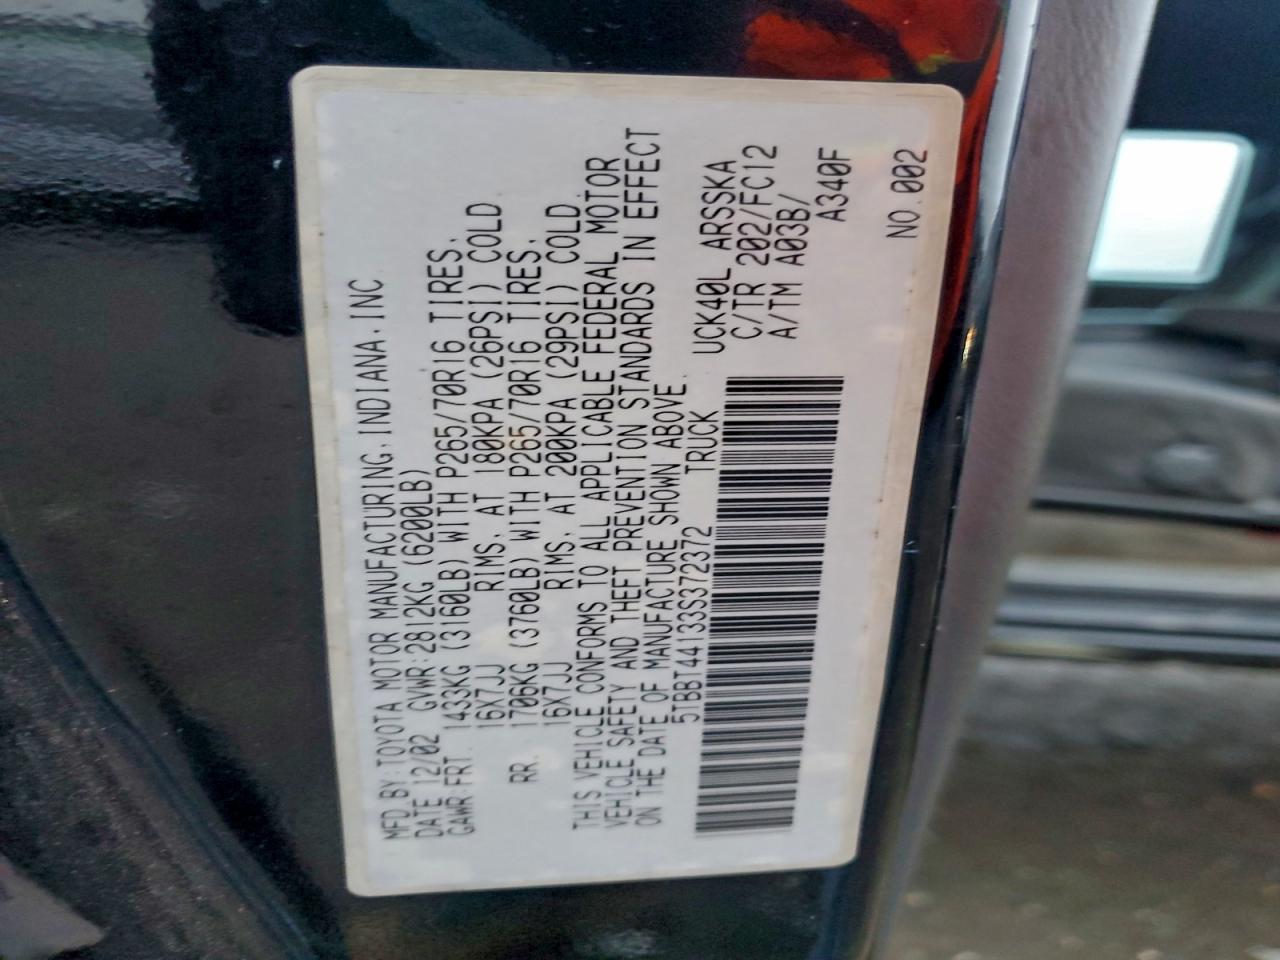 MFD.BY:TOYOTA MOTOR MANUFACTURING,INDIANA.INC
DATE 12/02 GVWR:2812KG (6200LB)
GAWR:FRT. 1433KG (3160LB) WITH P265/70R16 TIRES,
16X7JJ RIMS, AT 180KPA (26PSI) COLD
RR. 1706KG (3760LB) WITH P265/70R16 TIRES,
16X7JJ RIMS, AT 200KPA (29PSI) COLD.
THIS VEHICLE CONFORMS TO ALL APPLICABLE FEDERAL MOTOR
VEHICLE SAFETY AND THEFT PREVENTION STANDARDS IN EFFECT
ON THE DATE OF MANUFACTURE SHOWN ABOVE.
5TBBT44133S372372 TRUCK
UCK40L ARSSKA
C/TR 202/FC12
A/TM A03B/
A340F
NO.002